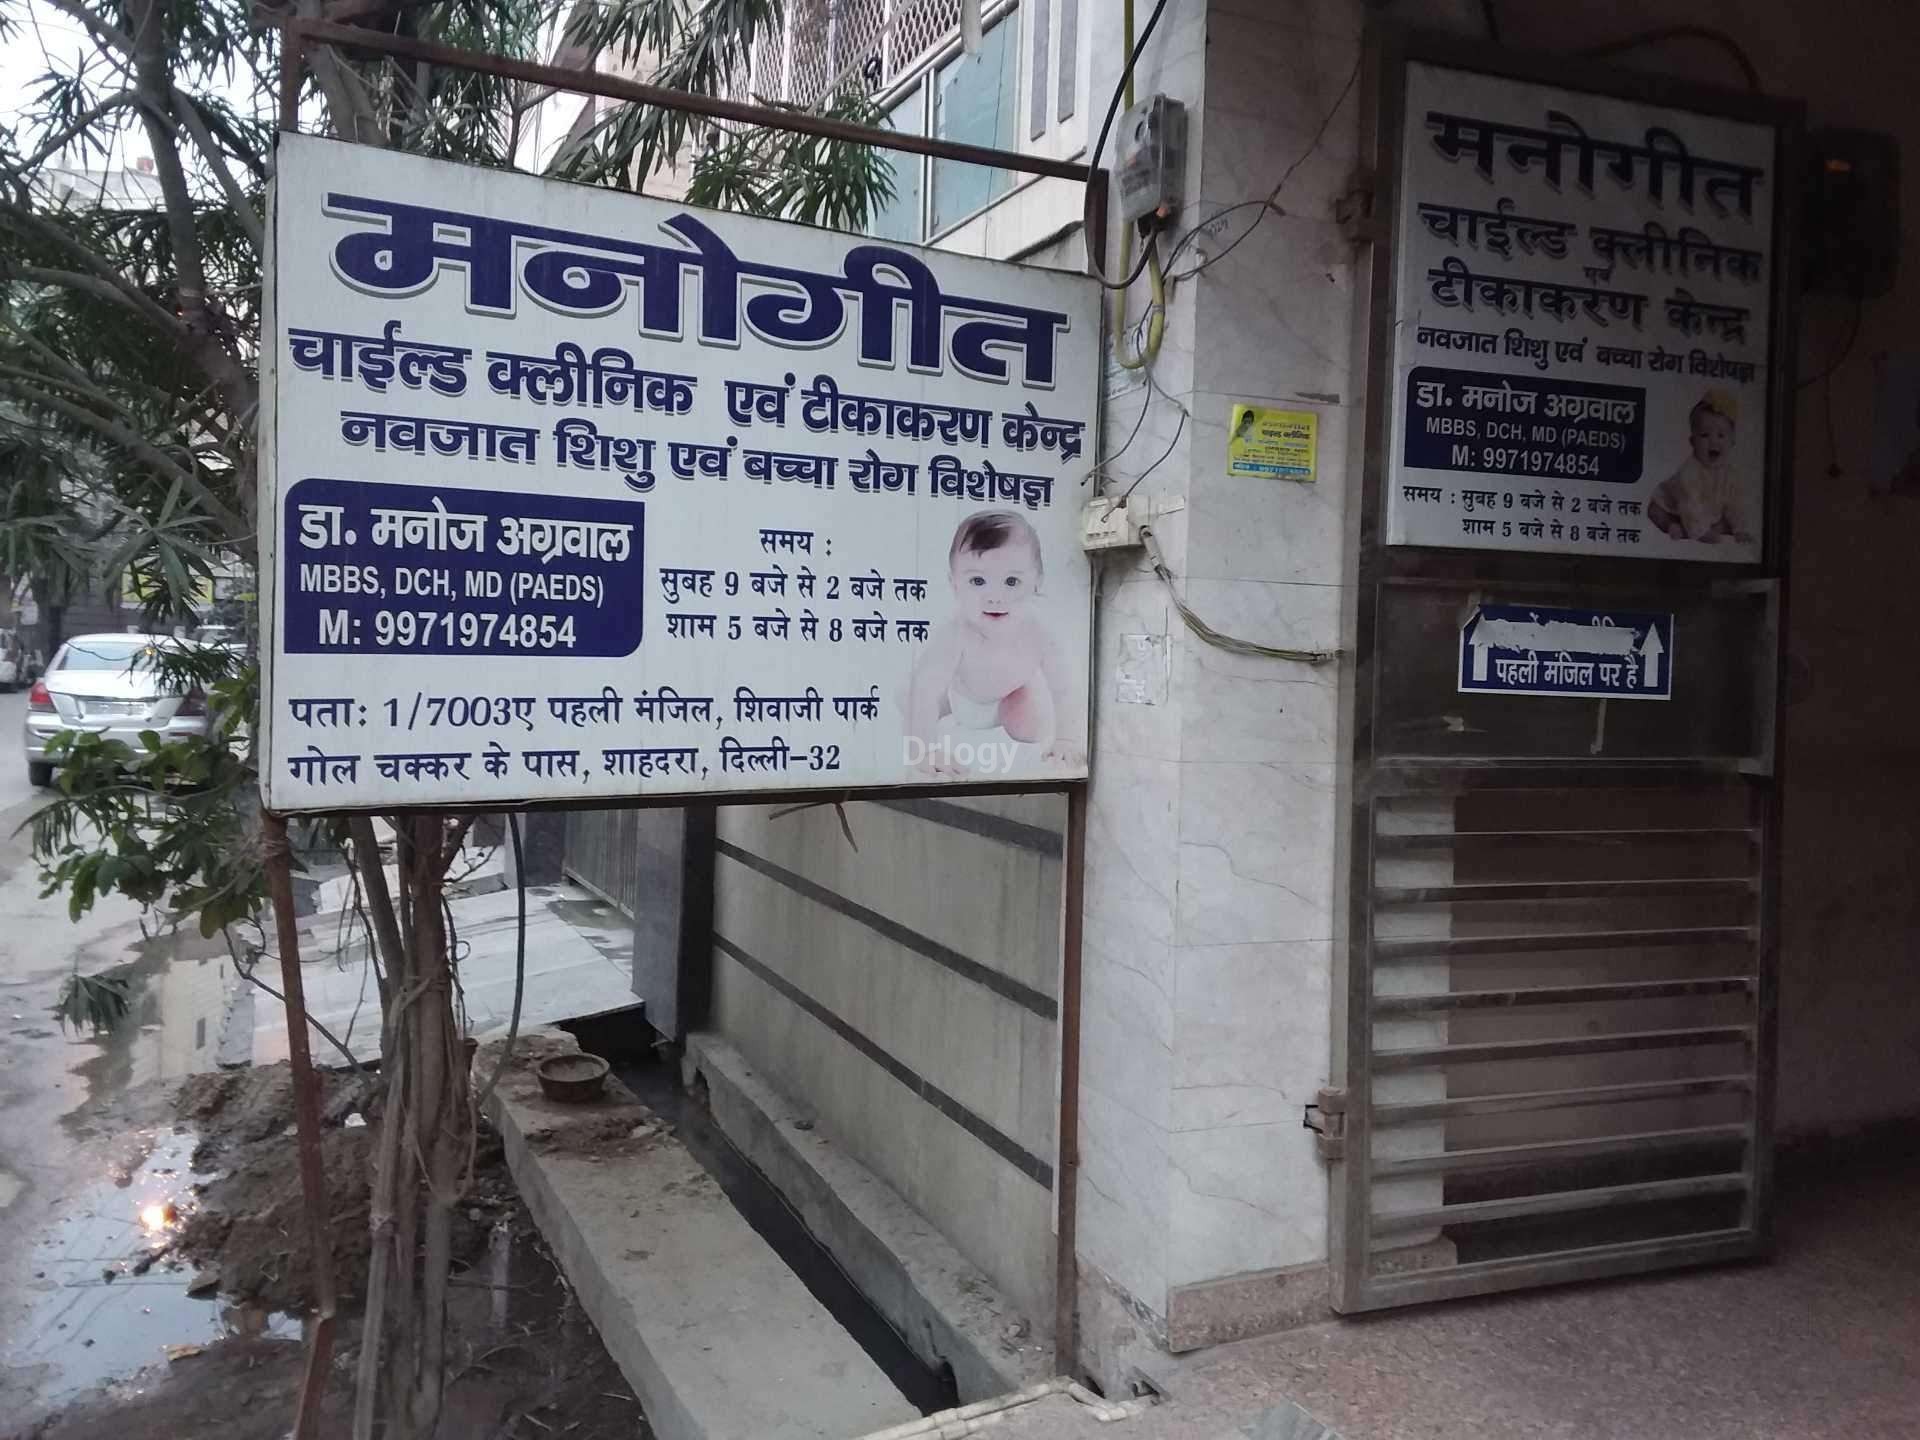 मनोगीत
चाईल्ड क्लीनिक एवं टीकाकरण केन्द्र
नवजात शिशु एवं बच्चा रोग विशेषज्ञ
डा. मनोज अग्रवाल
MBBS, DCH, MD (PAEDS)
M: 9971974854
समय :
सुबह 9 बजे से 2 बजे तक
शाम 5 बजे से 8 बजे तक
पता: 1/7003ए पहली मंजिल, शिवाजी पार्क
गोल चक्कर के पास, शाहदरा, दिल्ली-32
Drlogy
चाईल्ड क्लीनिक
मनोगीत
चाईल्ड क्लीनिक
एवं
टीकाकरण केन्द्र
नवजात शिशु एवं बच्चा रोग विशेषज्ञ
डा. मनोज अग्रवाल
MBBS, DCH, MD (PAEDS)
M: 9971974854
समय : सुबह 9 बजे से 2 बजे तक
शाम 5 बजे से 8 बजे तक
पहली मंजिल पर है